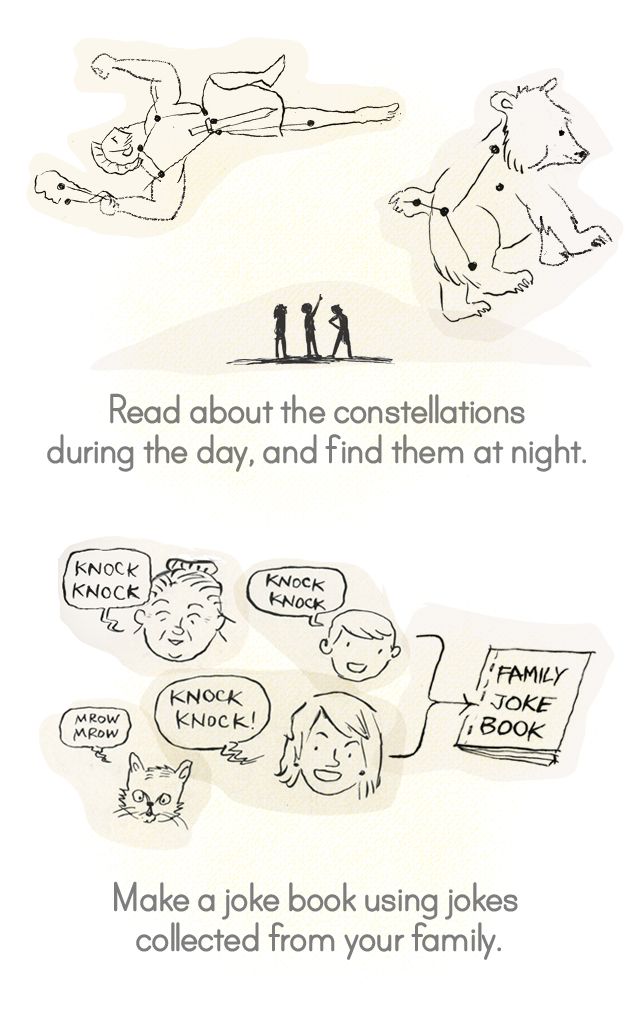 Read about the constellations
during the day, and find them at night.
KNOCK
KNOCK
KNOCK
KNOCK
MROW
MROW
KNOCK
KNOCK!
FAMILY
JOKE
BOOK
Make a joke book using jokes
collected from your family.